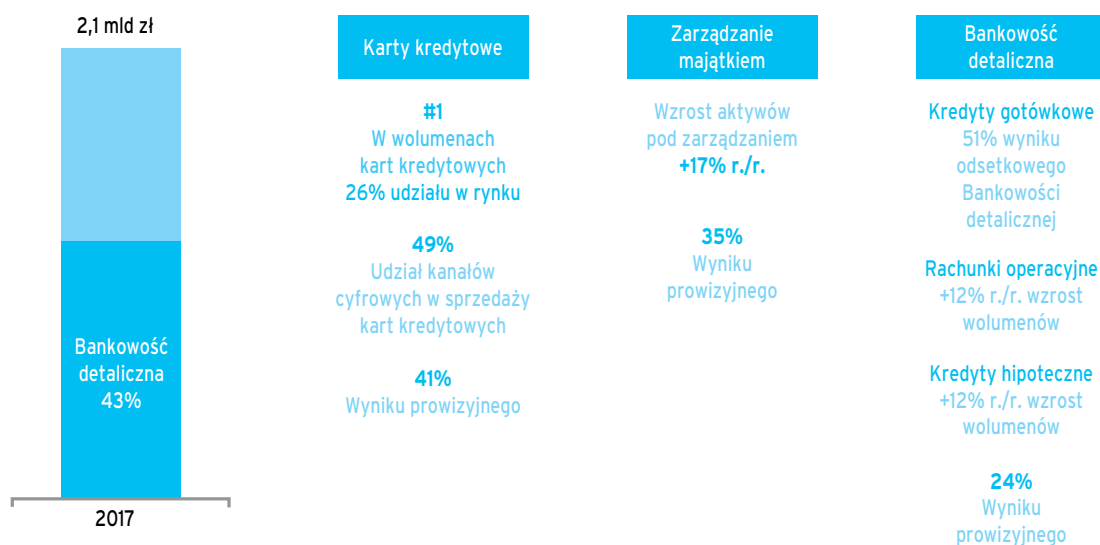 2,1 mld zł
Bankowość
detaliczna
43%
2017
Karty kredytowe
#1
W wolumenach
kart kredytowych
26% udziału w rynku
49%
Udział kanałów
cyfrowych w sprzedaży
kart kredytowych
41%
Wyniku prowizyjnego
Zarządzanie
majątkiem
Wzrost aktywów
pod zarządzaniem
+17% r./r.
35%
Wyniku
prowizyjnego
Bankowość
detaliczna
Kredyty gotówkowe
51% wyniku
odsetkowego
Bankowości
detalicznej
Rachunki operacyjne
+12% r./r. wzrost
wolumenów
Kredyty hipoteczne
+12% r./r. wzrost
wolumenów
24%
Wyniku
prowizyjnego